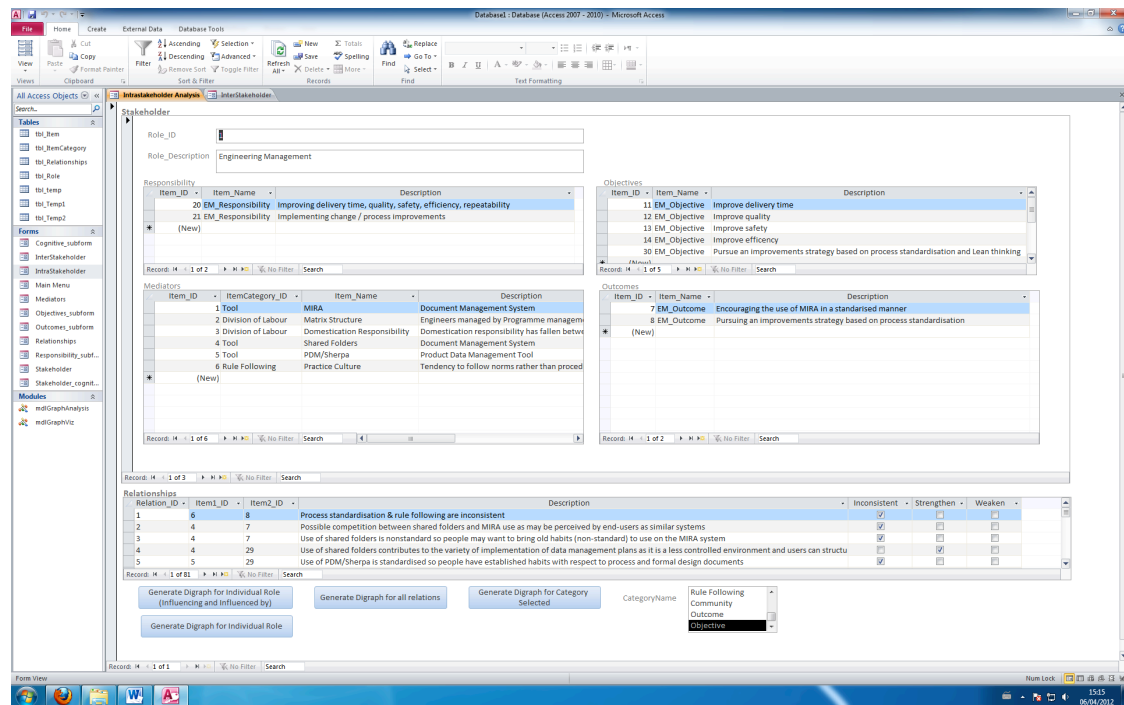 Database1 : Database (Access 2007 - 2010) - Microsoft Access
File Home Create External Data Database Tools
View Paste Cut Copy Format Painter
Filter Ascending Descending Remove Sort Selection Advanced Toggle Filter
Refresh All New Save Delete Totals Spelling More
Find Replace Go To Select
B I U A
Views Clipboard Sort & Filter Records Find Text Formatting
All Access Objects
Search..
Tables
tbl_Item
tbl_ItemCategory
tbl_Relationships
tbl_Role
tbl_temp
tbl_Temp1
tbl_Temp2
Forms
Cognitive_subform
InterStakeholder
IntraStakeholder
Main Menu
Mediators
Objectives_subform
Outcomes_subform
Relationships
Responsibility_subf...
Stakeholder
Stakeholder_cognit...
Modules
mdlGraphAnalysis
mdlGraphViz
Intrastakeholder Analysis InterStakeholder
Stakeholder
Role_ID
Role_Description Engineering Management
Responsibility
Item_ID Item_Name Description
20 EM_Responsibility Improving delivery time, quality, safety, efficiency, repeatability
21 EM_Responsibility Implementing change / process improvements
(New)
Record: 1 of 2 No Filter Search
Objectives
Item_ID Item_Name Description
11 EM_Objective Improve delivery time
12 EM_Objective Improve quality
13 EM_Objective Improve safety
14 EM_Objective Improve efficency
30 EM_Objective Pursue an improvements strategy based on process standardisation and Lean thinking
(New)
Record: 1 of 5 No Filter Search
Mediators
Item_ID ItemCategory_ID Item_Name Description
1 Tool MIRA Document Management System
2 Division of Labour Matrix Structure Engineers managed by Programme managem
3 Division of Labour Domestication Responsibility Domestication responsibility has fallen betwe
4 Tool Shared Folders Document Management System
5 Tool PDM/Sherpa Product Data Management Tool
6 Rule Following Practice Culture Tendency to follow norms rather than proced
(New)
Record: 1 of 6 No Filter Search
Outcomes
Item_ID Item_Name Description
7 EM_Outcome Encouraging the use of MIRA in a standarised manner
8 EM_Outcome Pursuing an improvements strategy based on process standardisation
(New)
Record: 1 of 2 No Filter Search
Record: 1 of 3 No Filter Search
Relationships
Relation_ID Item1_ID Item2_ID Description Inconsistent Strengthen Weaken
1 6 8 Process standardisation & rule following are inconsistent
2 4 7 Possible competition between shared folders and MIRA use as may be perceived by end-users as similar systems
3 4 7 Use of shared folders is nonstandard so people may want to bring old habits (non-standard) to use on the MIRA system
4 4 29 Use of shared folders contributes to the variety of implementation of data management plans as it is a less controlled environment and users can structu
5 5 29 Use of PDM/Sherpa is standardised so people have established habits with respect to process and formal design documents
Record: 1 of 81 No Filter Search
Generate Digraph for Individual Role
(Influencing and Influenced by)
Generate Digraph for all relations
Generate Digraph for Category
Selected
Generate Digraph for Individual Role
CategoryName
Rule Following
Community
Outcome
Objective
Record: 1 of 1 No Filter Search
Form View Num Lock
15:15
06/04/2012